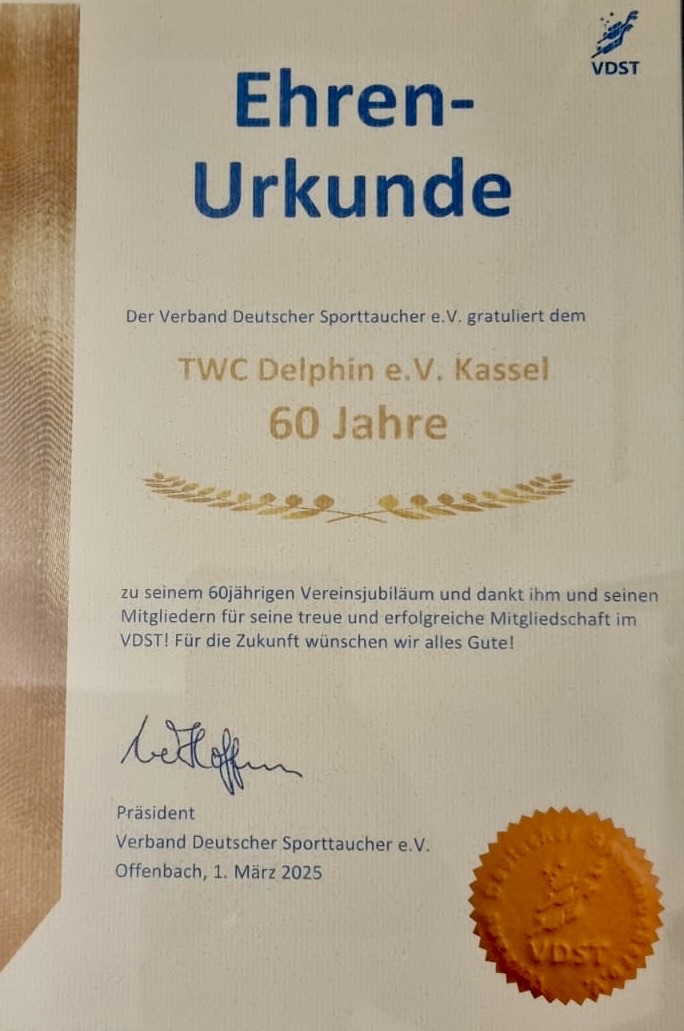 VDST
Ehren-
Urkunde
Der Verband Deutscher Sporttaucher e.V. gratuliert dem
TWC Delphin e.V. Kassel
60 Jahre
zu seinem 60jährigen Vereinsjubiläum und dankt ihm und seinen
Mitgliedern für seine treue und erfolgreiche Mitgliedschaft im
VDST! Für die Zukunft wünschen wir alles Gute!
Präsident
Verband Deutscher Sporttaucher e.V.
Offenbach, 1. März 2025
VDST